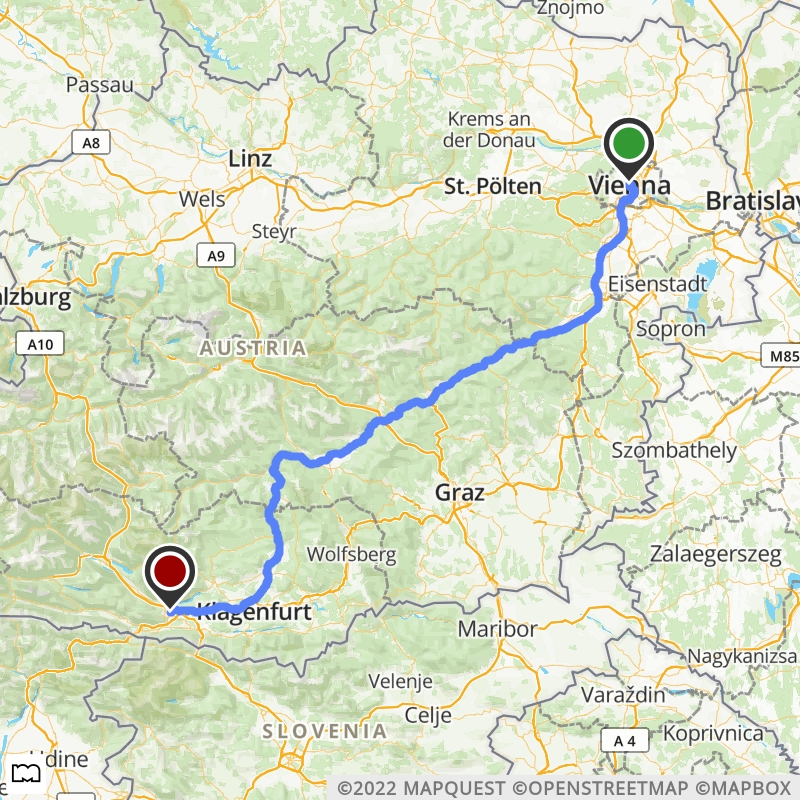 Znojmo
Passau
Krems an
der Donau
A8
Linz
St. Pölten
Vienna
Wels
Bratislav
Steyr
A9
Eisenstadt
alzburg
Sopron
A10
AUSTRIA
M85
Szombathely
Graz
Wolfsberg
Zalaegerszeg
Klagenfurt
Maribor
Nagykanizsa
Velenje
Varaždin
Celje
SLOVENIA
A 4
Koprivnica
Udine
©2022 MAPQUEST ©OPENSTREETMAP ©MAPBOX